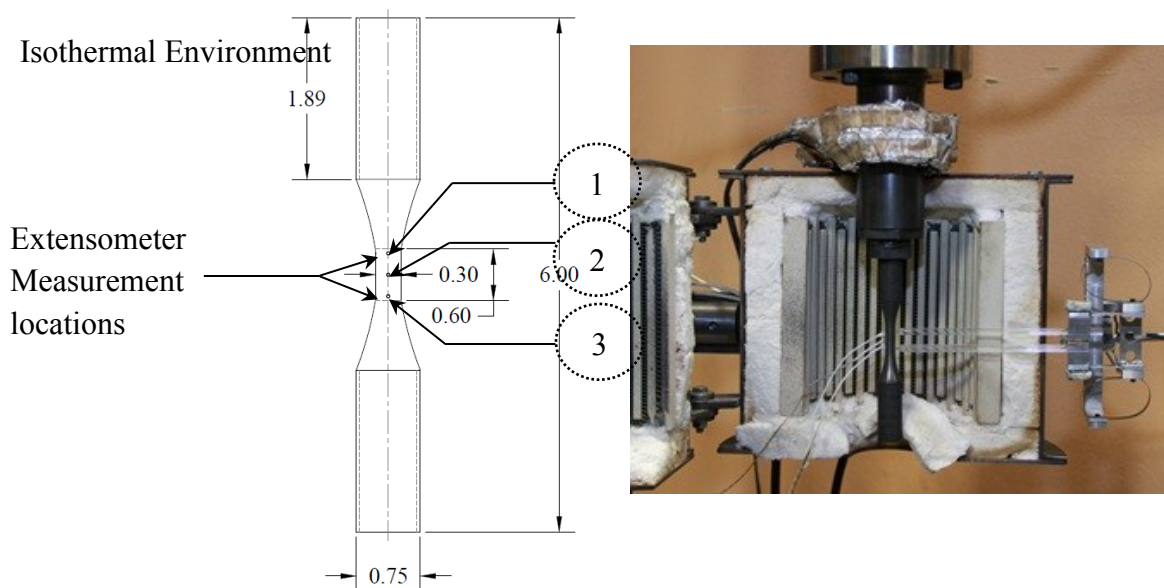 Isothermal Environment
1.89
1
Extensometer
Measurement
locations
0.30
6.00
2
0.60
3
0.75